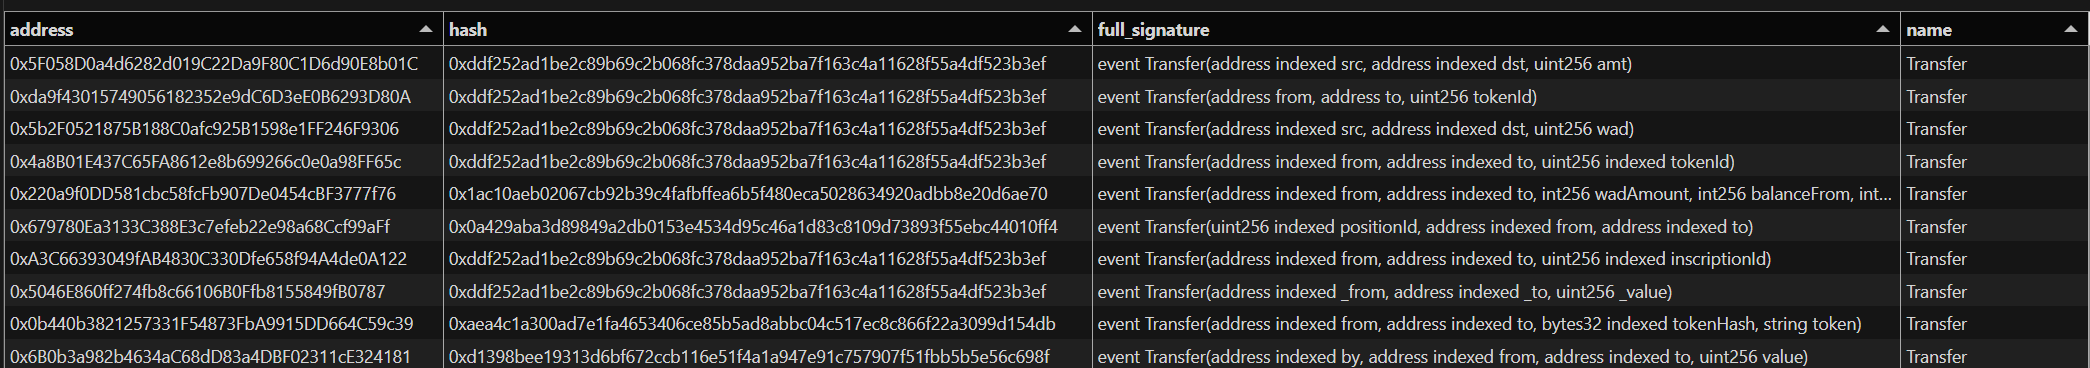 address hash full_signature name
0x5F058D0a4d6282d019C22Da9F80C1D6d90E8b01C 0xddf252ad1be2c89b69c2b068fc378daa952ba7f163c4a11628f55a4df523b3ef event Transfer(address indexed src, address indexed dst, uint256 amt) Transfer
0xda9f43015749056182352e9dC6D3eE0B6293D80A 0xddf252ad1be2c89b69c2b068fc378daa952ba7f163c4a11628f55a4df523b3ef event Transfer(address from, address to, uint256 tokenId) Transfer
0x5b2F0521875B188C0afc925B1598e1FF246F9306 0xddf252ad1be2c89b69c2b068fc378daa952ba7f163c4a11628f55a4df523b3ef event Transfer(address indexed src, address indexed dst, uint256 wad) Transfer
0x4a8B01E437C65FA8612e8b699266c0e0a98FF65c 0xddf252ad1be2c89b69c2b068fc378daa952ba7f163c4a11628f55a4df523b3ef event Transfer(address indexed from, address indexed to, uint256 indexed tokenId) Transfer
0x220a9f0DD581cbc58fcFb907De0454cBF3777f76 0x1ac10aeb02067cb92b39c4fafbffea6b5f480eca5028634920adbb8e20d6ae70 event Transfer(address indexed from, address indexed to, int256 wadAmount, int256 balanceFrom, int... Transfer
0x679780Ea3133C388E3c7efeb22e98a68Ccf99aFf 0x0a429aba3d89849a2db0153e4534d95c46a1d83c8109d73893f55ebc44010ff4 event Transfer(uint256 indexed positionId, address indexed from, address indexed to) Transfer
0xA3C66393049fAB4830C330Dfe658f94A4de0A122 0xddf252ad1be2c89b69c2b068fc378daa952ba7f163c4a11628f55a4df523b3ef event Transfer(address indexed from, address indexed to, uint256 indexed inscriptionId) Transfer
0x5046E860ff274fb8c66106B0Ffb8155849fB0787 0xddf252ad1be2c89b69c2b068fc378daa952ba7f163c4a11628f55a4df523b3ef event Transfer(address indexed _from, address indexed _to, uint256 _value) Transfer
0x0b440b3821257331F54873FbA9915DD664C59c39 0xaea4c1a300ad7e1fa4653406ce85b5ad8abbc04c517ec8c866f22a3099d154db event Transfer(address indexed from, address indexed to, bytes32 indexed tokenHash, string token) Transfer
0x6B0b3a982b4634aC68dD83a4DBF02311cE324181 0xd1398bee19313d6bf672ccb116e51f4a1a947e91c757907f51fbb5b5e56c698f event Transfer(address indexed by, address indexed from, address indexed to, uint256 value) Transfer